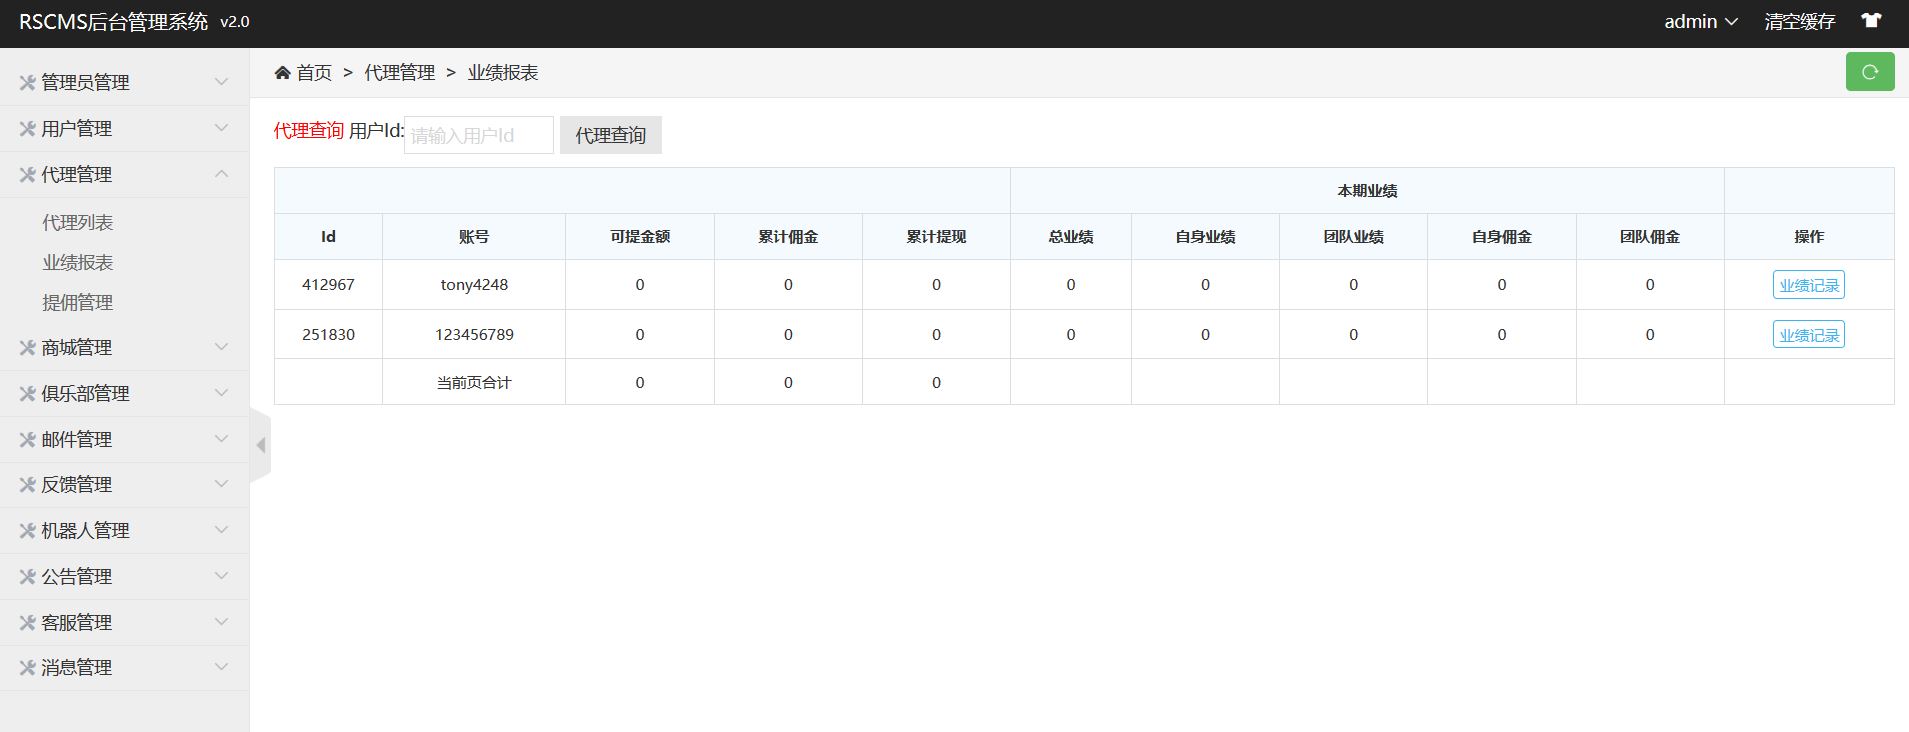 RSCMS后台管理系统 v2.0
admin 清空缓存
管理员管理
用户管理
代理管理
代理列表
业绩报表
提佣管理
商城管理
俱乐部管理
邮件管理
反馈管理
机器人管理
公告管理
客服管理
消息管理
首页 > 代理管理 > 业绩报表
代理查询 用户Id: 请输入用户Id 代理查询
本期业绩
Id 账号 可提金额 累计佣金 累计提现 总业绩 自身业绩 团队业绩 自身佣金 团队佣金 操作
412967 tony4248 0 0 0 0 0 0 0 0 业绩记录
251830 123456789 0 0 0 0 0 0 0 0 业绩记录
当前页合计 0 0 0